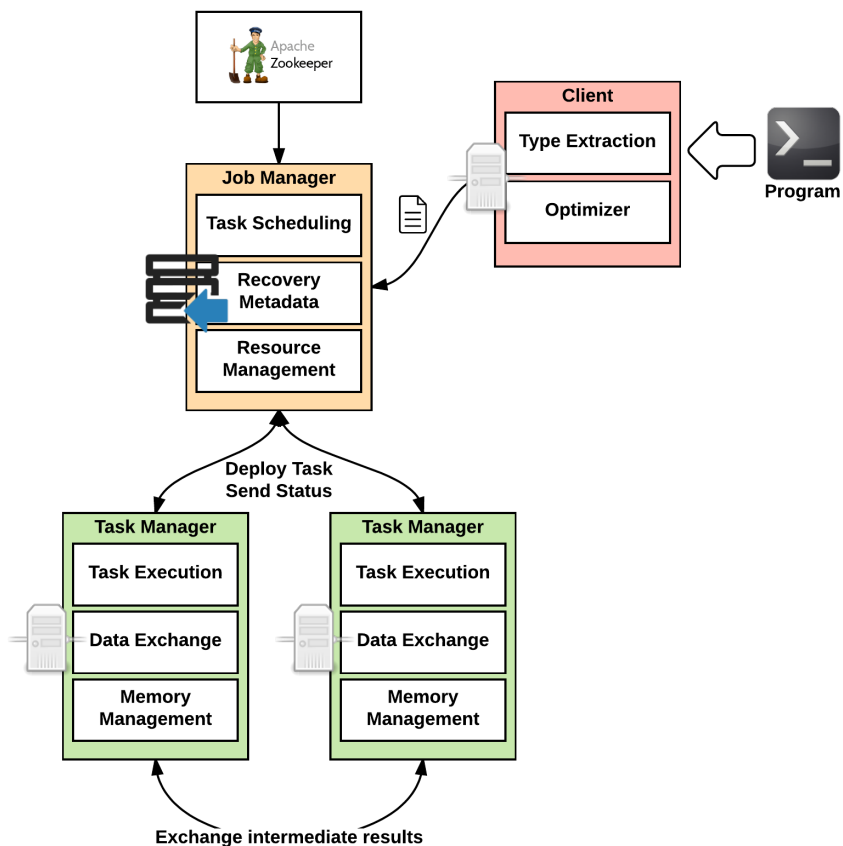 Apache
Zookeeper
Client
Type Extraction
Optimizer
Program
Job Manager
Task Scheduling
Recovery
Metadata
Resource
Management
Deploy Task
Send Status
Task Manager
Task Execution
Data Exchange
Memory
Management
Task Manager
Task Execution
Data Exchange
Memory
Management
Exchange intermediate results